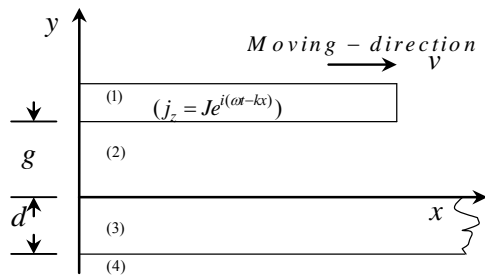 y
Moving – direction
v
(1)
(j_z = Je^{i(ωt−kx)})
g
(2)
x
d
(3)
(4)